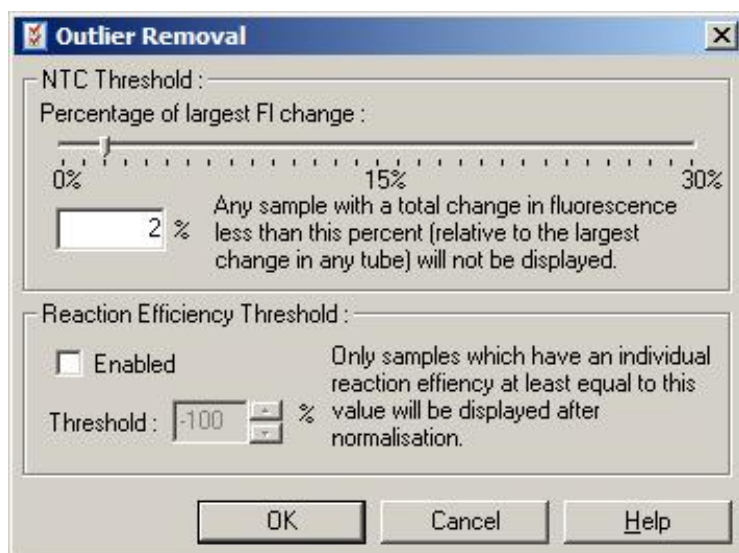 Outlier Removal
NTC Threshold :
Percentage of largest Fl change :
0% 15% 30%
2 %
Any sample with a total change in fluorescence
less than this percent (relative to the largest
change in any tube) will not be displayed.
Reaction Efficiency Threshold :
Enabled
Threshold : -100 %
Only samples which have an individual
reaction effiency at least equal to this
value will be displayed after
normalisation.
OK Cancel Help